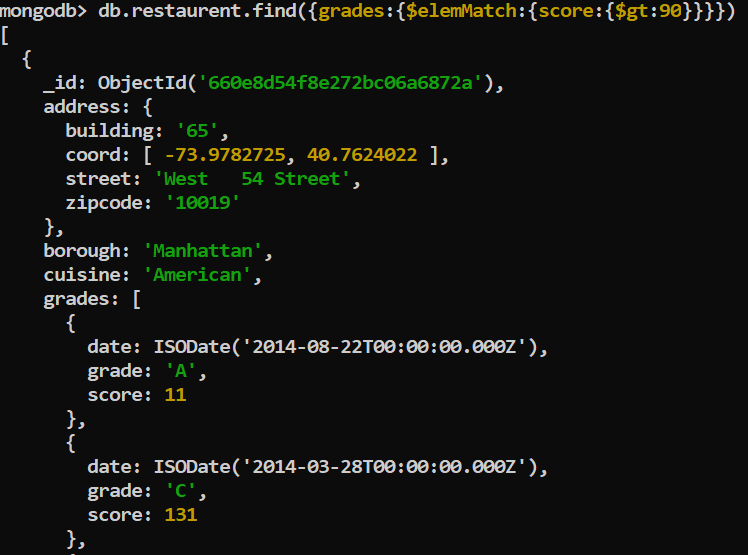 mongodb> db.restaurent.find({grades:{$elemMatch:{score:{$gt:90}}}})
[
  {
    _id: ObjectId('660e8d54f8e272bc06a6872a'),
    address: {
      building: '65',
      coord: [ -73.9782725, 40.7624022 ],
      street: 'West   54 Street',
      zipcode: '10019'
    },
    borough: 'Manhattan',
    cuisine: 'American',
    grades: [
      {
        date: ISODate('2014-08-22T00:00:00.000Z'),
        grade: 'A',
        score: 11
      },
      {
        date: ISODate('2014-03-28T00:00:00.000Z'),
        grade: 'C',
        score: 131
      },